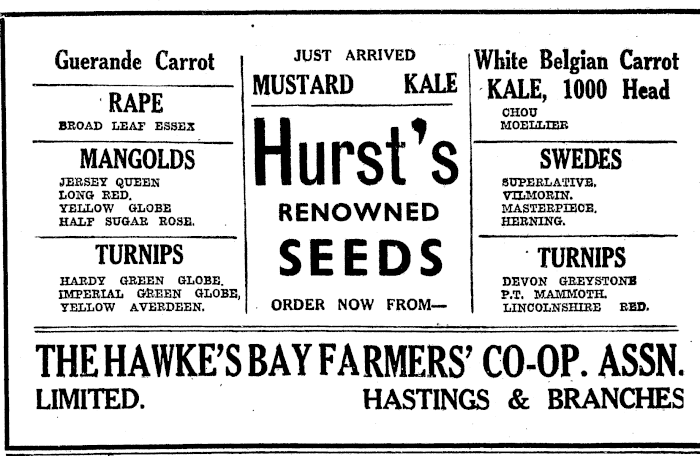 Guerande Carrot
RAPE
BROAD LEAF ESSEX
MANGOLDS
JERSEY QUEEN
LONG RED.
YELLOW GLOBE
HALF SUGAR ROSE.
TURNIPS
HARDY GREEN GLOBE.
IMPERIAL GREEN GLOBE,
YELLOW AVERDEEN.
JUST ARRIVED
MUSTARD KALE
Hurst's
RENOWNED
SEEDS
ORDER NOW FROM—
White Belgian Carrot
KALE, 1000 Head
CHOU
MOELLIER
SWEDES
SUPERLATIVE.
VILMORIN.
MASTERPIECE.
HERNING.
TURNIPS
DEVON GREYSTONE
P.T. MAMMOTH.
LINCOLNSHIRE RED.
THE HAWKE'S BAY FARMERS' CO-OP. ASSN.
LIMITED. HASTINGS & BRANCHES